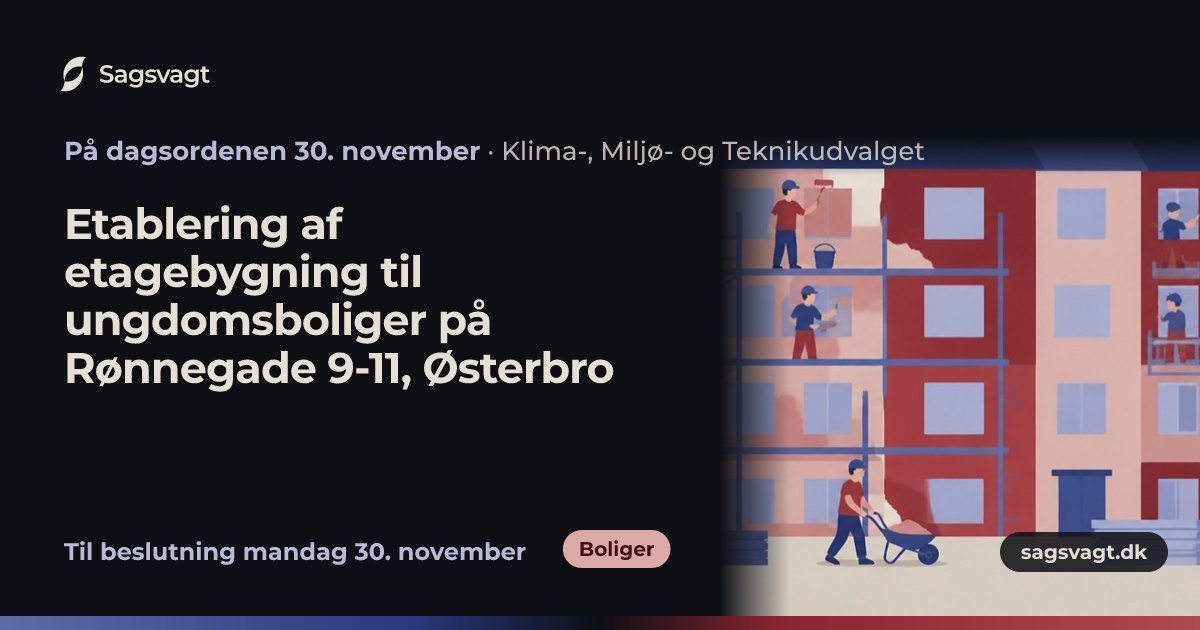 Sagsvagt
På dagsordenen 30. november · Klima-, Miljø- og Teknikudvalget
Etablering af
etagebygning til
ungdomsboliger på
Rønnegade 9-11, Østerbro
Til beslutning mandag 30. november
Boliger
sagsvagt.dk